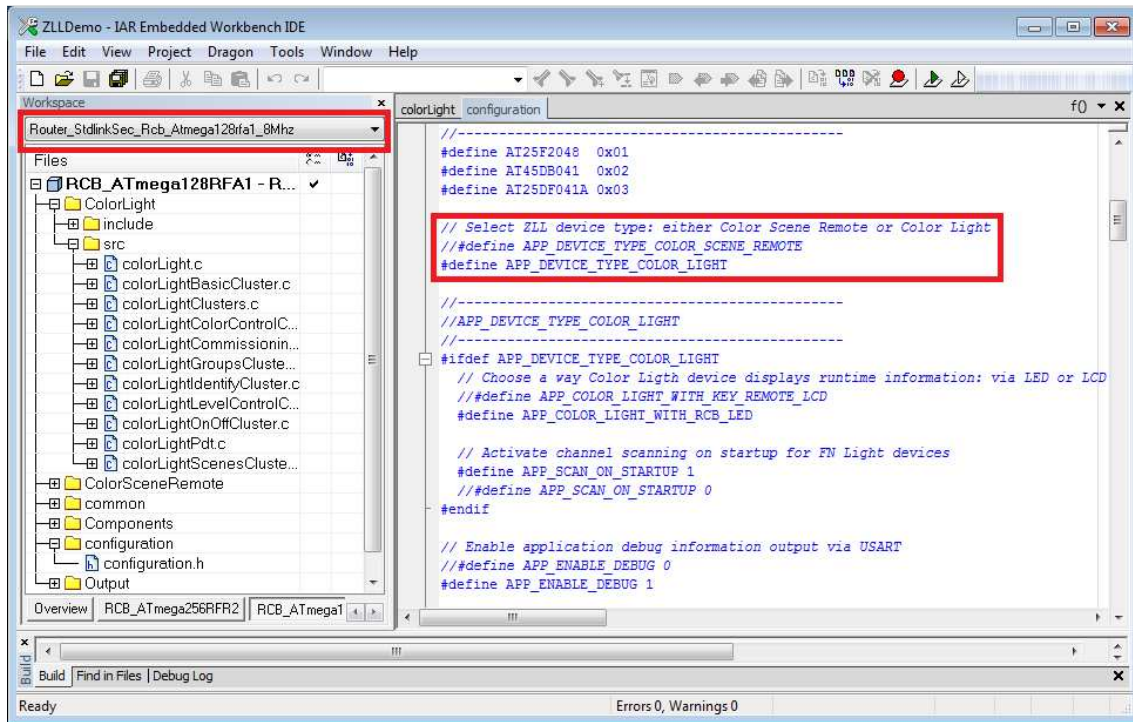 ZLLDemo - IAR Embedded Workbench IDE
File Edit View Project Dragon Tools Window Help
Workspace
Router_StdlinkSec_Rcb_Atmega128rfa1_8Mhz
Files
RCB_ATmega128RFA1 - R...
ColorLight
include
src
colorLight.c
colorLightBasicCluster.c
colorLightClusters.c
colorLightColorControlC...
colorLightCommissionin...
colorLightGroupsCluste...
colorLightIdentifyCluster.c
colorLightLevelControlC...
colorLightOnOffCluster.c
colorLightPdt.c
colorLightScenesCluste...
ColorSceneRemote
common
Components
configuration
configuration.h
Output
Overview RCB_ATmega256RFR2 RCB_ATmega1
colorLight configuration f()
//-----------------------------------------------
#define AT25F2048 0x01
#define AT45DB041 0x02
#define AT25DF041A 0x03
// Select ZLL device type: either Color Scene Remote or Color Light
//#define APP_DEVICE_TYPE_COLOR_SCENE_REMOTE
#define APP_DEVICE_TYPE_COLOR_LIGHT
//-----------------------------------------------
//APP_DEVICE_TYPE_COLOR_LIGHT
//-----------------------------------------------
#ifdef APP_DEVICE_TYPE_COLOR_LIGHT
// Choose a way Color Ligth device displays runtime information: via LED or LCD
//#define APP_COLOR_LIGHT_WITH_KEY_REMOTE_LCD
#define APP_COLOR_LIGHT_WITH_RCB_LED
// Activate channel scanning on startup for FN Light devices
#define APP_SCAN_ON_STARTUP 1
//#define APP_SCAN_ON_STARTUP 0
#endif
// Enable application debug information output via USART
//#define APP_ENABLE_DEBUG 0
#define APP_ENABLE_DEBUG 1
Build
Build Find in Files Debug Log
Ready Errors 0, Warnings 0